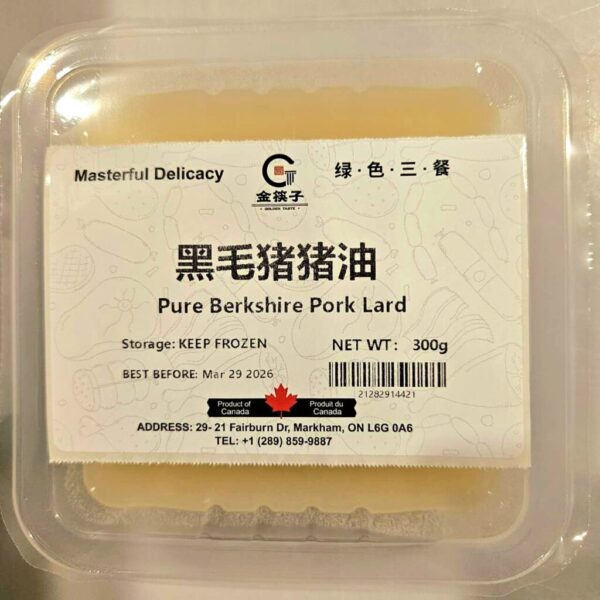 Masterful Delicacy
金筷子
GOLDEN TASTE
绿·色·三·餐
黑毛猪猪油
Pure Berkshire Pork Lard
Storage: KEEP FROZEN
NET WT: 300g
BEST BEFORE: Mar 29 2026
21282914421
Product of
Canada
Produit du
Canada
ADDRESS: 29- 21 Fairburn Dr, Markham, ON L6G 0A6
TEL: +1 (289) 859-9887